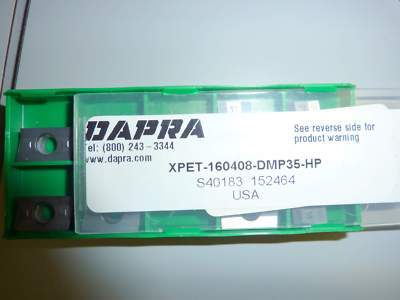 DAPRA
Tel: (800) 243 - 3344
www.dapra.com
See reverse side for
product warning
XPET-160408-DMP35-HP
S40183 152464
USA